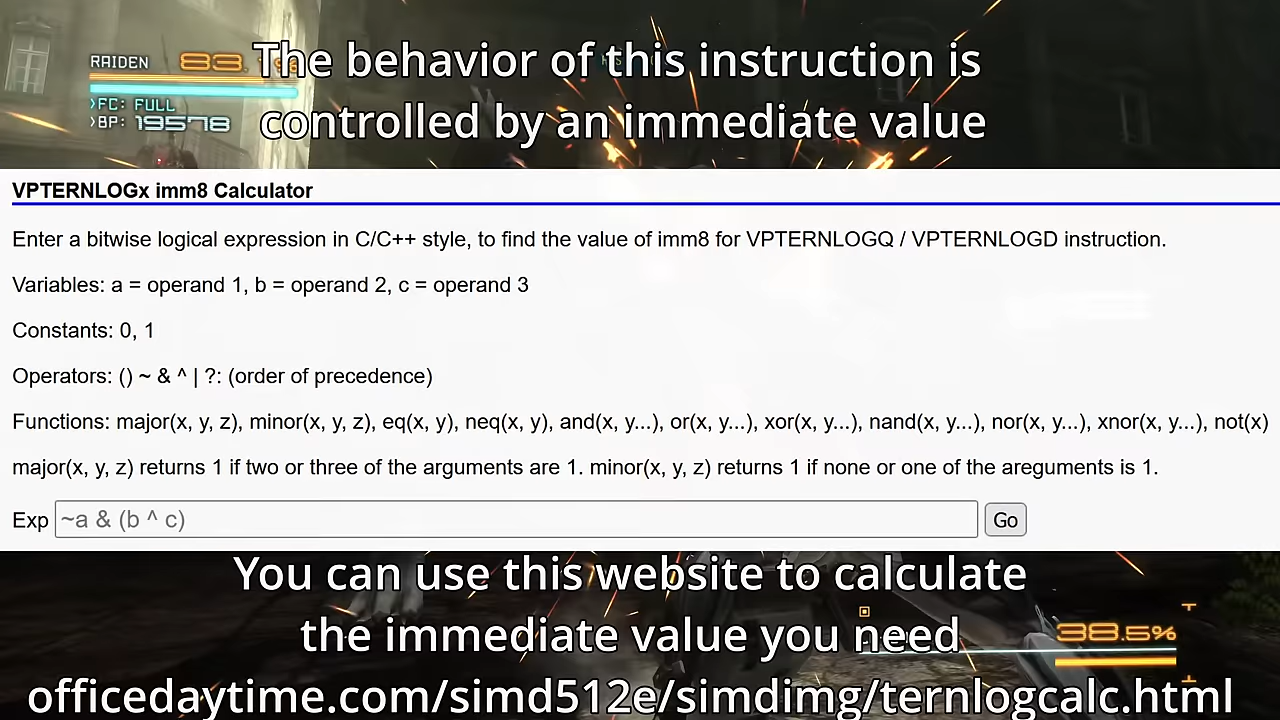 RAIDEN 83.
The behavior of this instruction is
›FC: FULL
›BP: 19578
controlled by an immediate value
VPTERNLOGx imm8 Calculator
Enter a bitwise logical expression in C/C++ style, to find the value of imm8 for VPTERNLOGQ / VPTERNLOGD instruction.
Variables: a = operand 1, b = operand 2, c = operand 3
Constants: 0, 1
Operators: () ~ & ^ | ?: (order of precedence)
Functions: major(x, y, z), minor(x, y, z), eq(x, y), neq(x, y), and(x, y...), or(x, y...), xor(x, y...), nand(x, y...), nor(x, y...), xnor(x, y...), not(x)
major(x, y, z) returns 1 if two or three of the arguments are 1. minor(x, y, z) returns 1 if none or one of the areguments is 1.
Exp ~a & (b ^ c) Go
You can use this website to calculate
the immediate value you need
38.5%
officedaytime.com/simd512e/simdimg/ternlogcalc.html